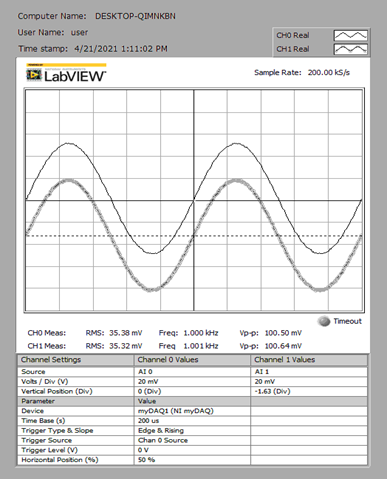 Computer Name: DESKTOP-QIMNKBN
User Name: user
Time stamp: 4/21/2021 1:11:02 PM
CH0 Real
CH1 Real
LabVIEW™
Sample Rate: 200.00 kS/s
Timeout
CH0 Meas: RMS: 35.38 mV Freq: 1.000 kHz Vp-p: 100.50 mV
CH1 Meas: RMS: 35.32 mV Freq: 1.001 kHz Vp-p: 100.64 mV
Channel Settings Channel 0 Values Channel 1 Values
Source AI 0 AI 1
Volts / Div (V) 20 mV 20 mV
Vertical Position (Div) 0 (Div) -1.63 (Div)
Parameter Value
Device myDAQ1 (NI myDAQ)
Time Base (s) 200 us
Trigger Type & Slope Edge & Rising
Trigger Source Chan 0 Source
Trigger Level (V) 0 V
Horizontal Position (%) 50 %